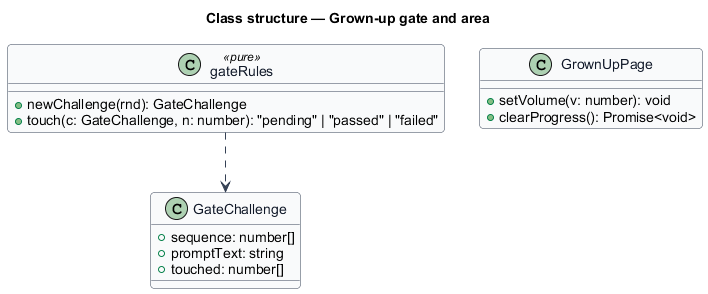 Class structure — Grown-up gate and area
C
«pure»
gateRules
newChallenge(rnd): GateChallenge
touch(c: GateChallenge, n: number): "pending" | "passed" | "failed"
C GrownUpPage
setVolume(v: number): void
clearProgress(): Promise<void>
C GateChallenge
sequence: number[]
promptText: string
touched: number[]